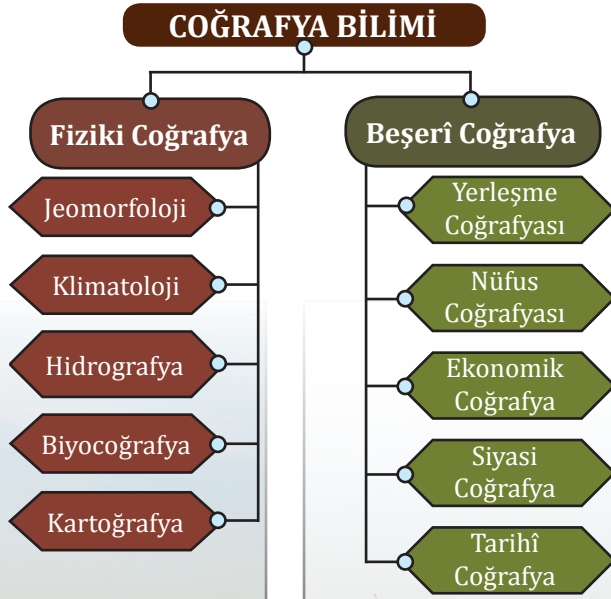 COĞRAFYA BİLİMİ
Fiziki Coğrafya
Jeomorfoloji
Klimatoloji
Hidrografya
Biyocoğrafya
Kartoğrafya
Beşerî Coğrafya
Yerleşme
Coğrafyası
Nüfus
Coğrafyası
Ekonomik
Coğrafya
Siyasi
Coğrafya
Tarihî
Coğrafya